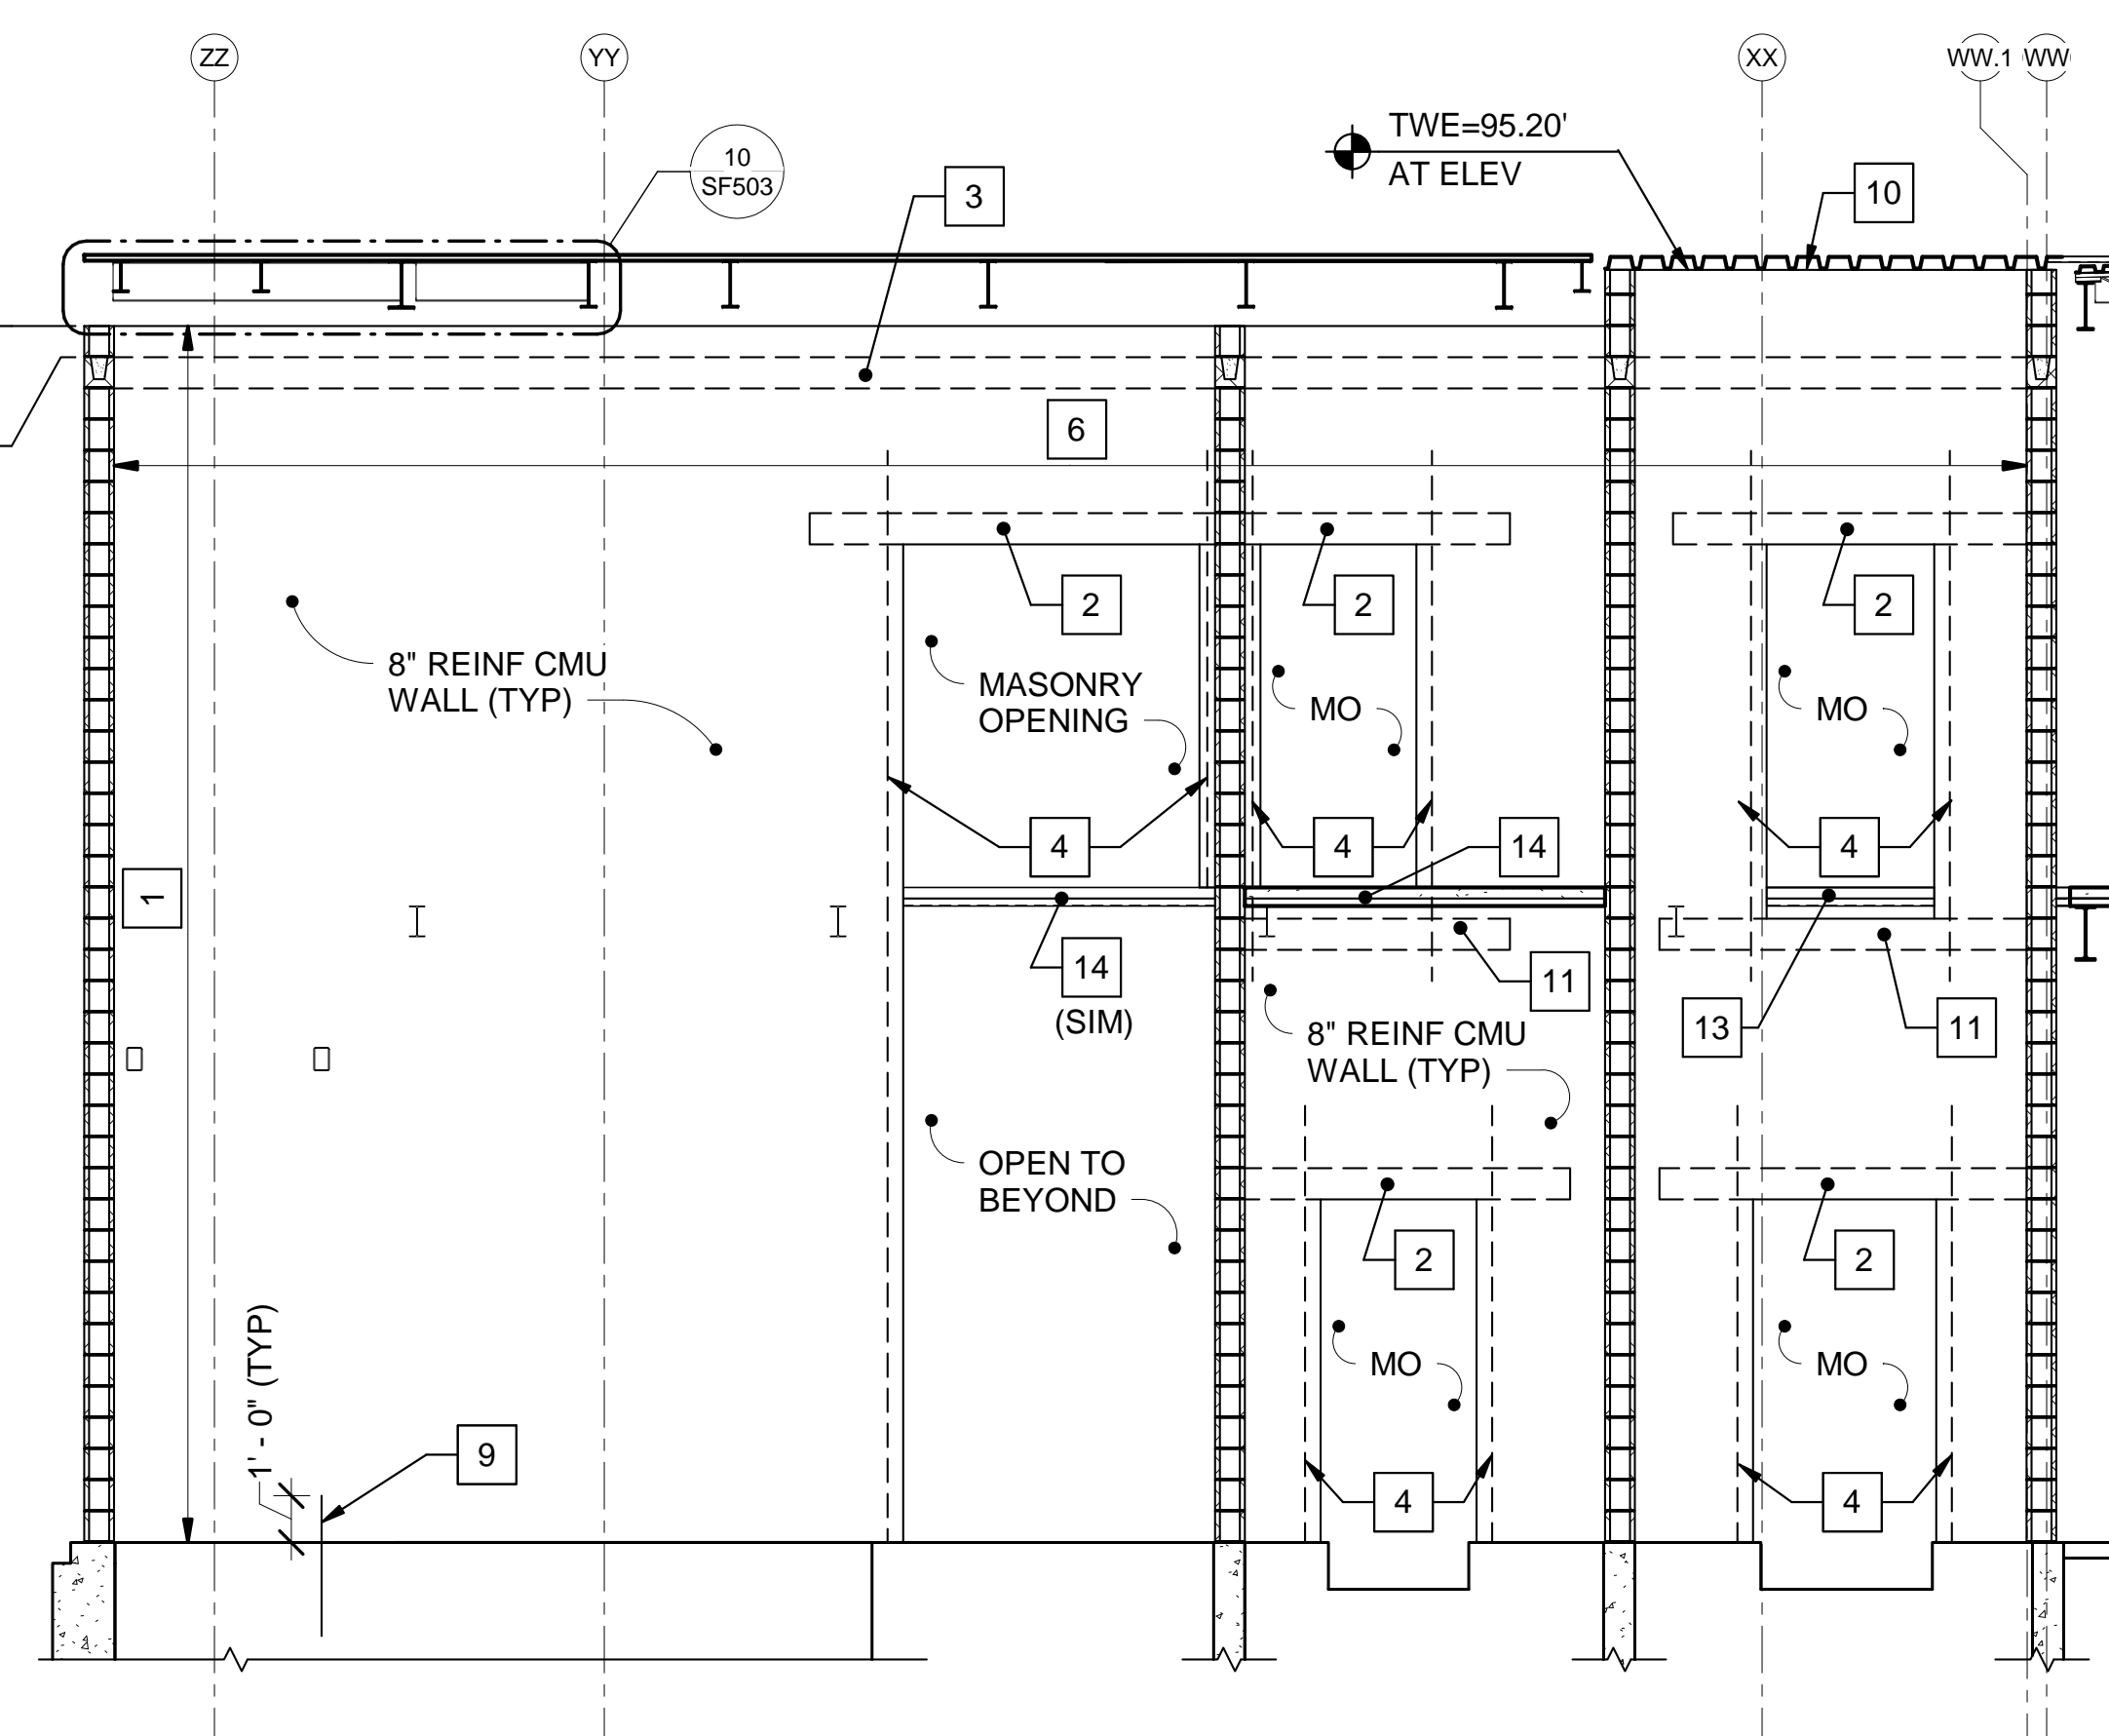 ZZ
YY
XX
WW.1
WW
TWE=95.20'
AT ELEV
10
SF503
3
10
6
2
2
2
8" REINF CMU
WALL (TYP)
MASONRY
OPENING
MO
MO
4
4
14
4
1
14
(SIM)
11
13
11
8" REINF CMU
WALL (TYP)
OPEN TO
BEYOND
2
2
MO
MO
1' - 0" (TYP)
9
4
4